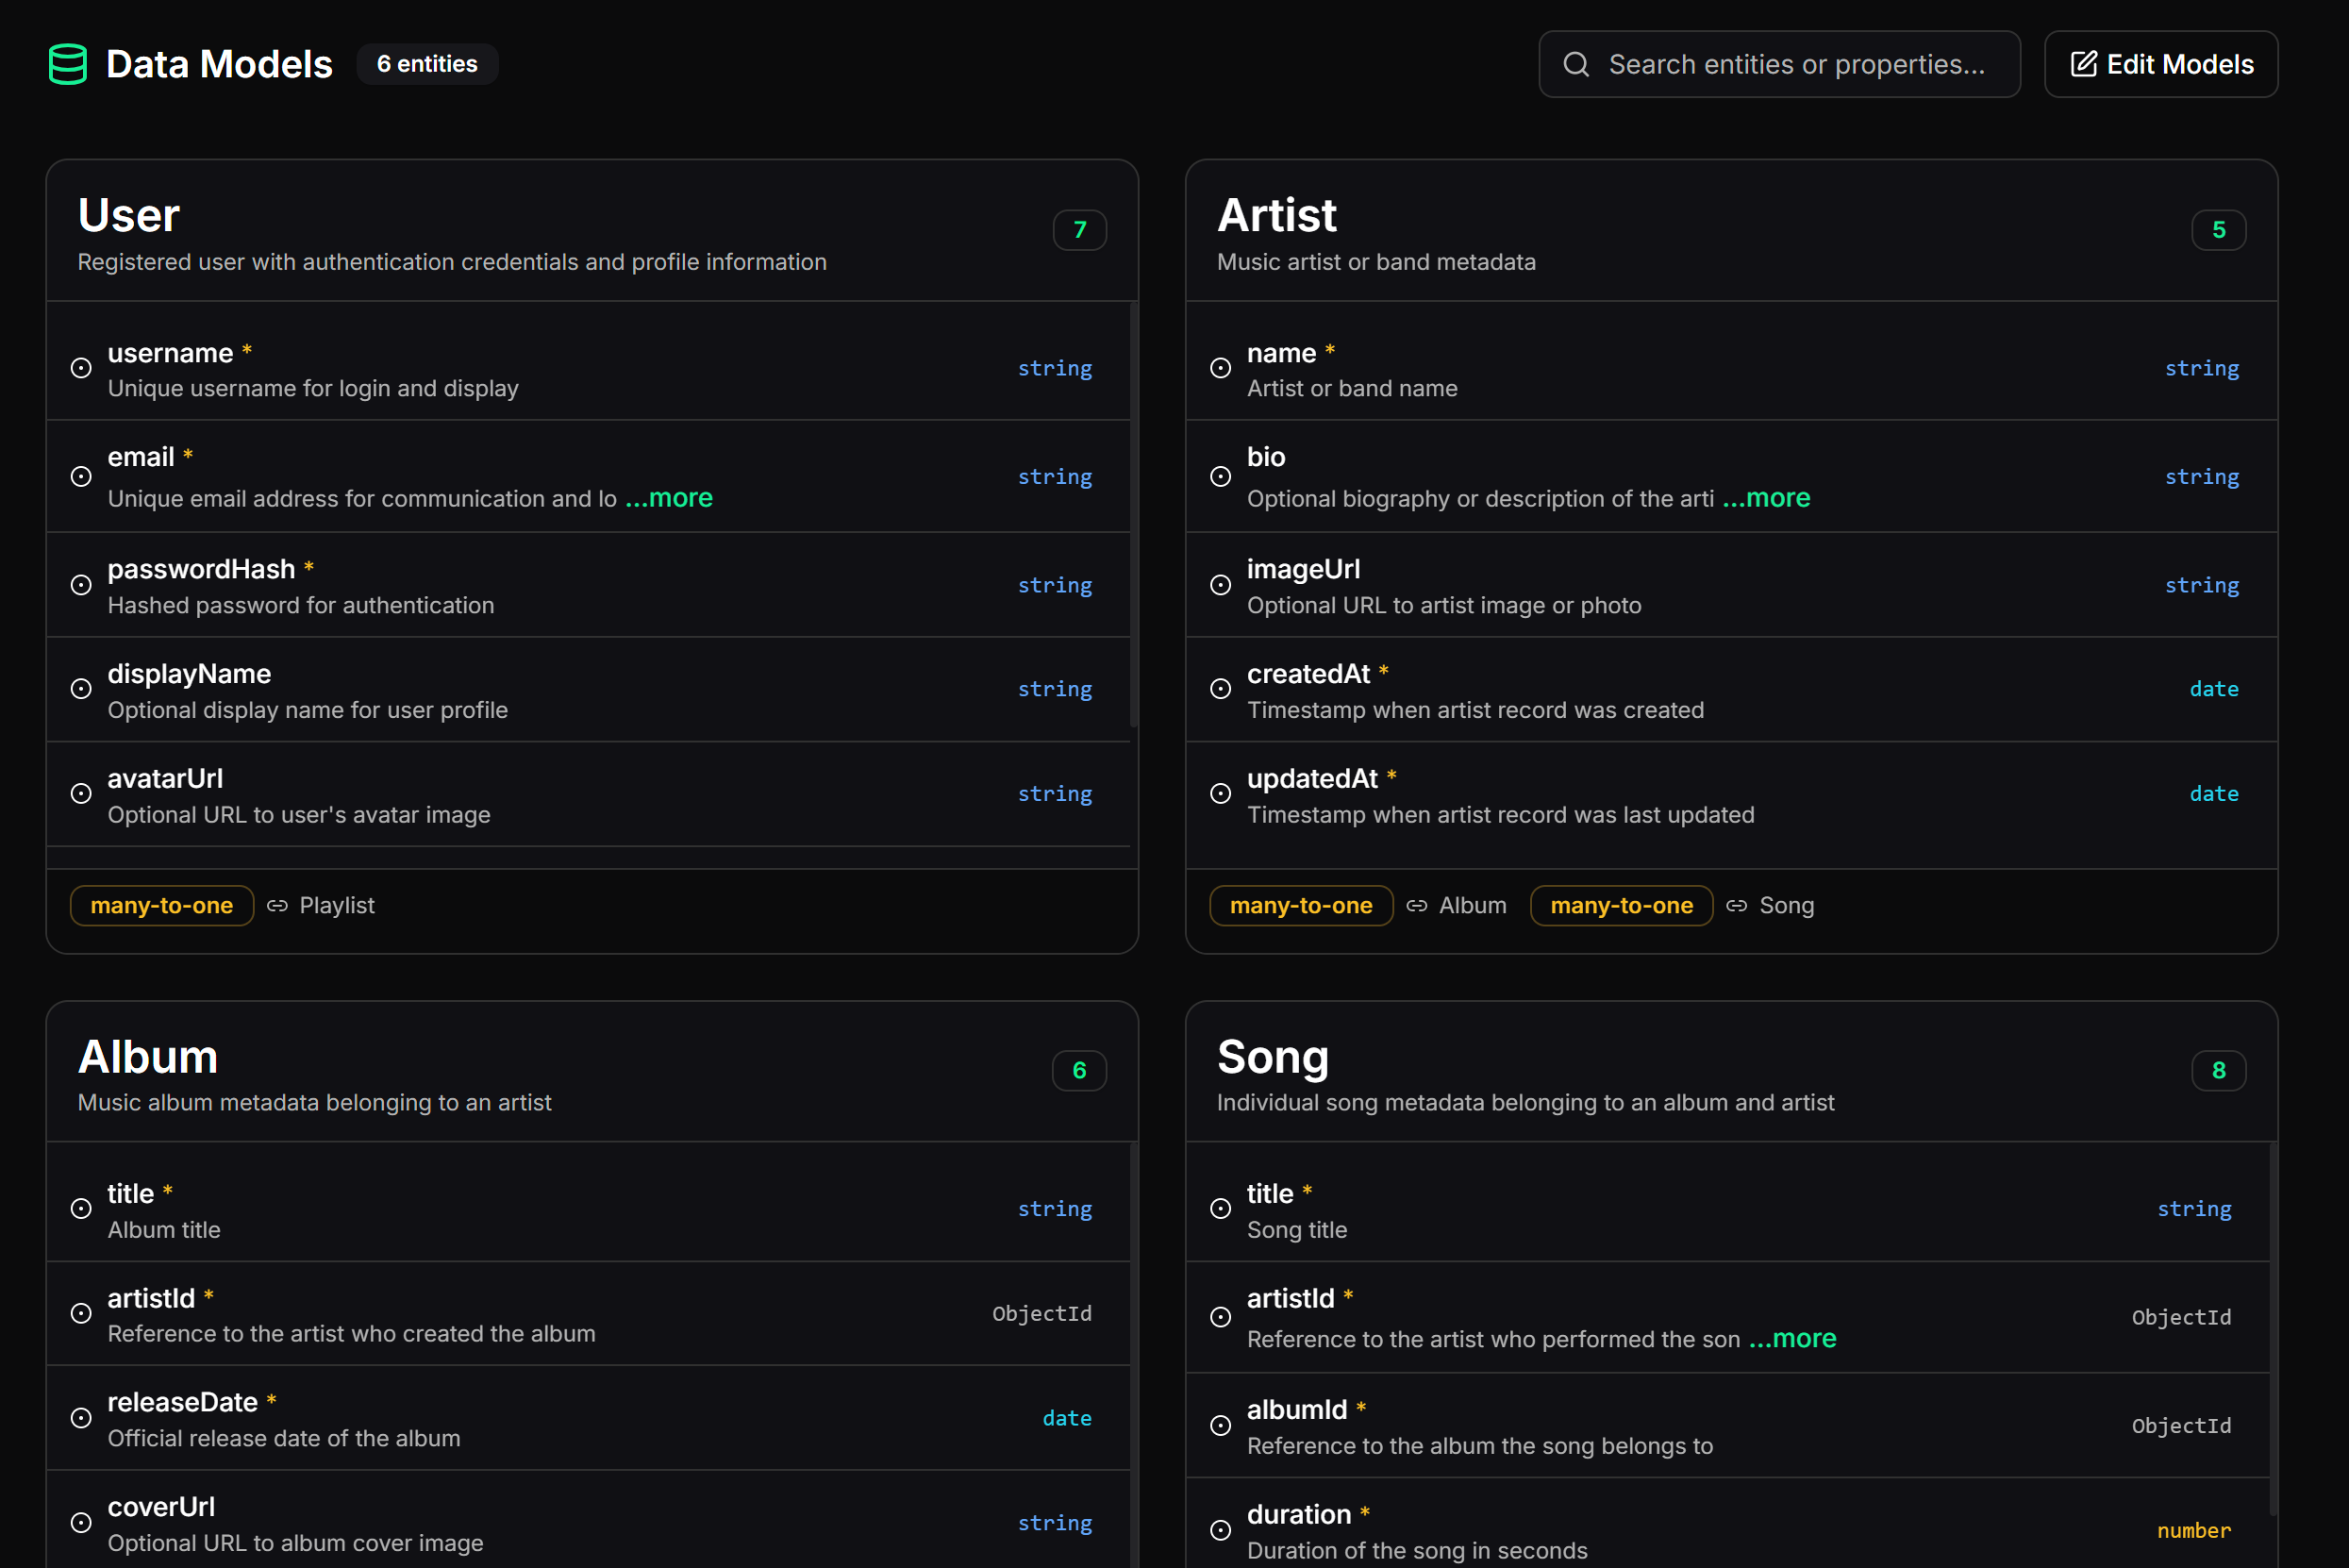 Data Models
6 entities
Search entities or properties...
Edit Models
User
Registered user with authentication credentials and profile information
7
username *
Unique username for login and display
string
email *
Unique email address for communication and lo ...more
string
passwordHash *
Hashed password for authentication
string
displayName
Optional display name for user profile
string
avatarUrl
Optional URL to user's avatar image
string
many-to-one Playlist
Artist
Music artist or band metadata
5
name *
Artist or band name
string
bio
Optional biography or description of the arti ...more
string
imageUrl
Optional URL to artist image or photo
string
createdAt *
Timestamp when artist record was created
date
updatedAt *
Timestamp when artist record was last updated
date
many-to-one Album many-to-one Song
Album
Music album metadata belonging to an artist
6
title *
Album title
string
artistId *
Reference to the artist who created the album
ObjectId
releaseDate *
Official release date of the album
date
coverUrl
Optional URL to album cover image
string
Song
Individual song metadata belonging to an album and artist
8
title *
Song title
string
artistId *
Reference to the artist who performed the son ...more
ObjectId
albumId *
Reference to the album the song belongs to
ObjectId
duration *
Duration of the song in seconds
number